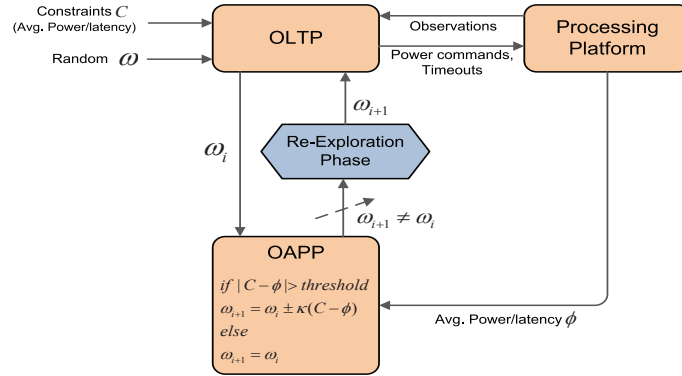 Constraints C
(Avg. Power/latency)
Random ω
OLTP
Observations
Power commands,
Timeouts
Processing
Platform
ω_{i+1}
ω_i
Re-Exploration
Phase
ω_{i+1} ≠ ω_i
OAPP
if | C − ϕ | > threshold
ω_{i+1} = ω_i ± κ(C − ϕ)
else
ω_{i+1} = ω_i
Avg. Power/latency ϕ